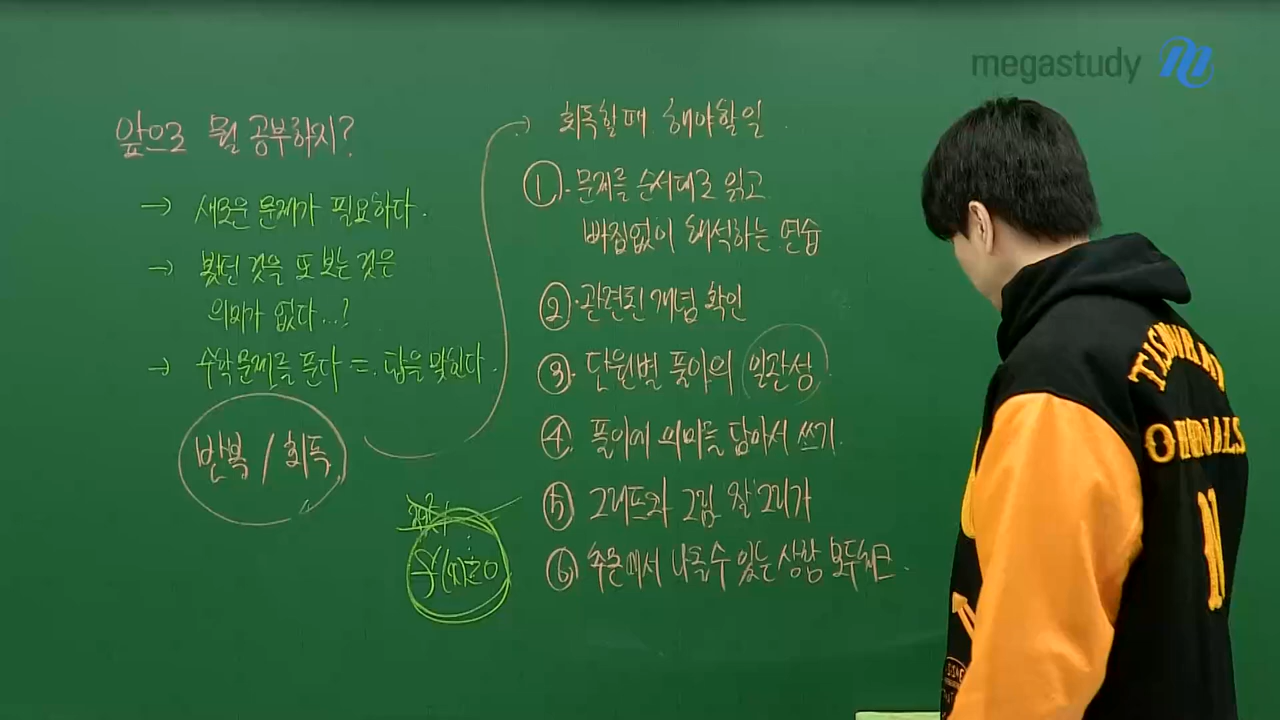 megastudy
앞으로 뭘 공부하지?
→ 새로운 문제가 필요하다.
→ 봤던 것을 또 보는 것은
의미가 없다...?
→ 수학문제를 푼다 = 답을 맞힌다.
반복 / 회독
회독할 때 해야할 일
①. 문제를 순서대로 읽고
빠짐없이 해석하는 연습
②. 관련된 개념 확인
③. 단원별 풀이의 일관성.
④ 풀이에 의미를 담아서 쓰기.
⑤ 그래프와 그림 잘 그리기
⑥ 추론에서 나올 수 있는 상황 모두 체크.
ORIGINALS